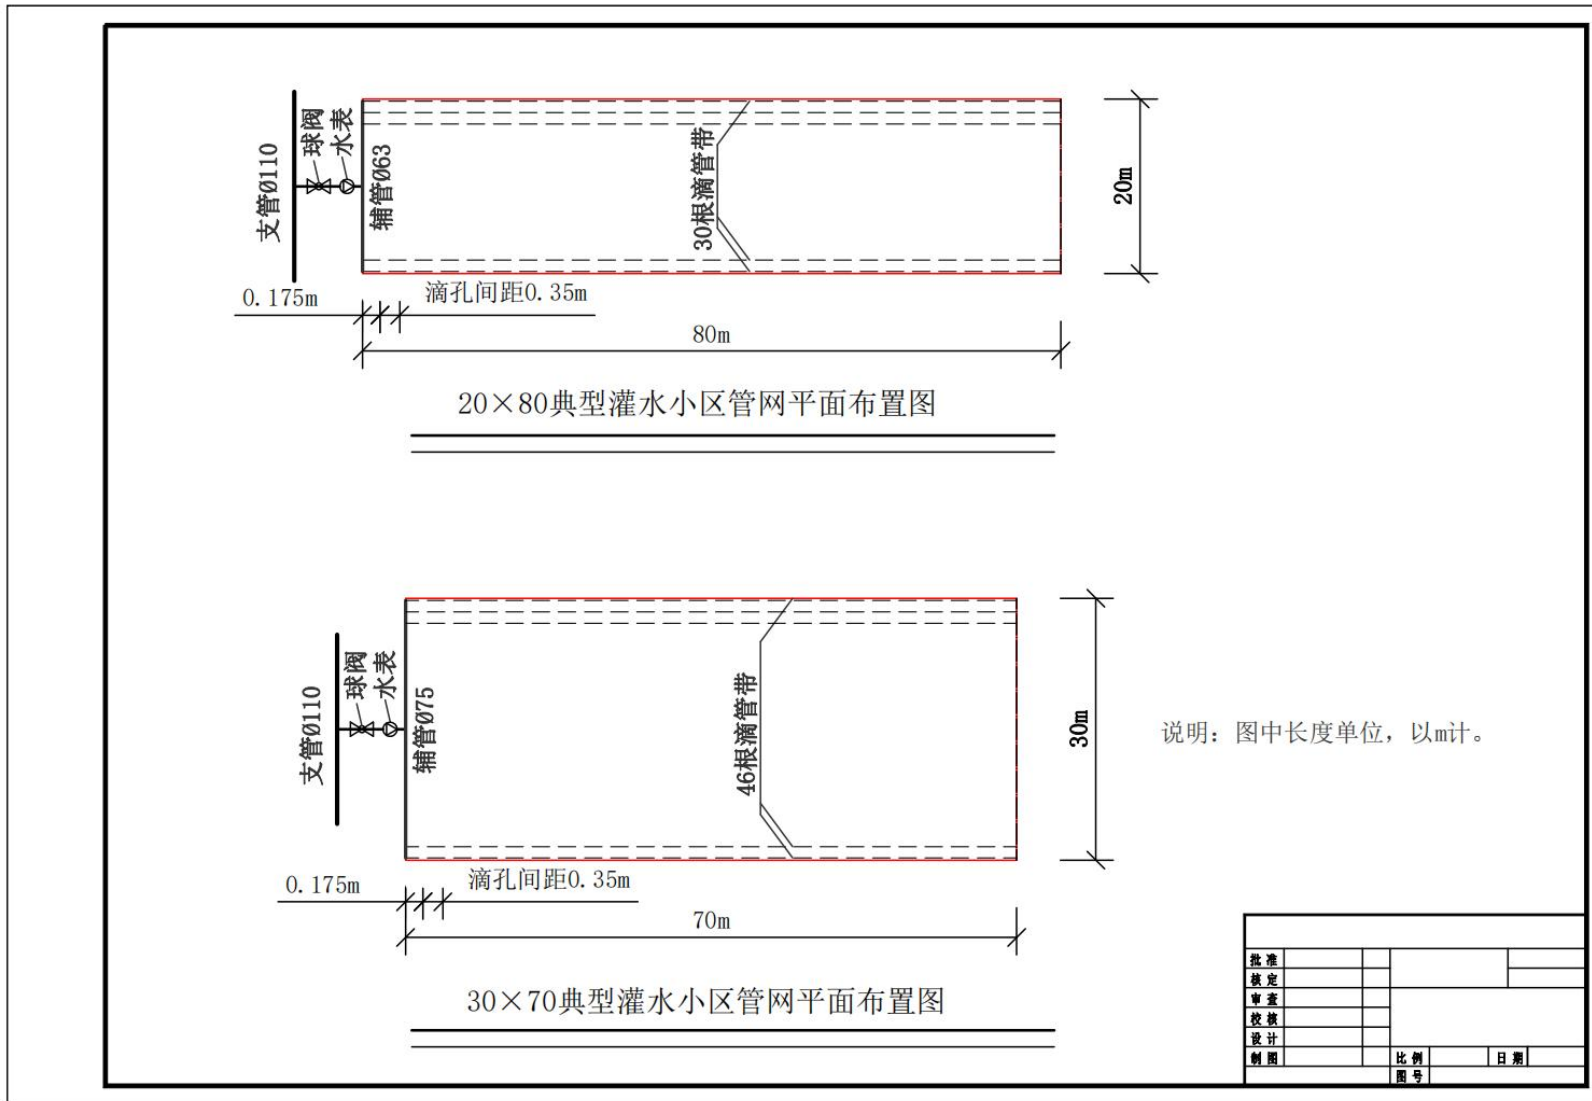 支管Ø110
球阀
水表
辅管Ø63
30根滴管带
20m
0.175m
滴孔间距0.35m
80m
20×80典型灌水小区管网平面布置图
支管Ø110
球阀
水表
辅管Ø75
46根滴管带
30m
说明：图中长度单位，以m计。
0.175m
滴孔间距0.35m
70m
30×70典型灌水小区管网平面布置图
批准
核定
审查
校核
设计
制图
比例
日期
图号